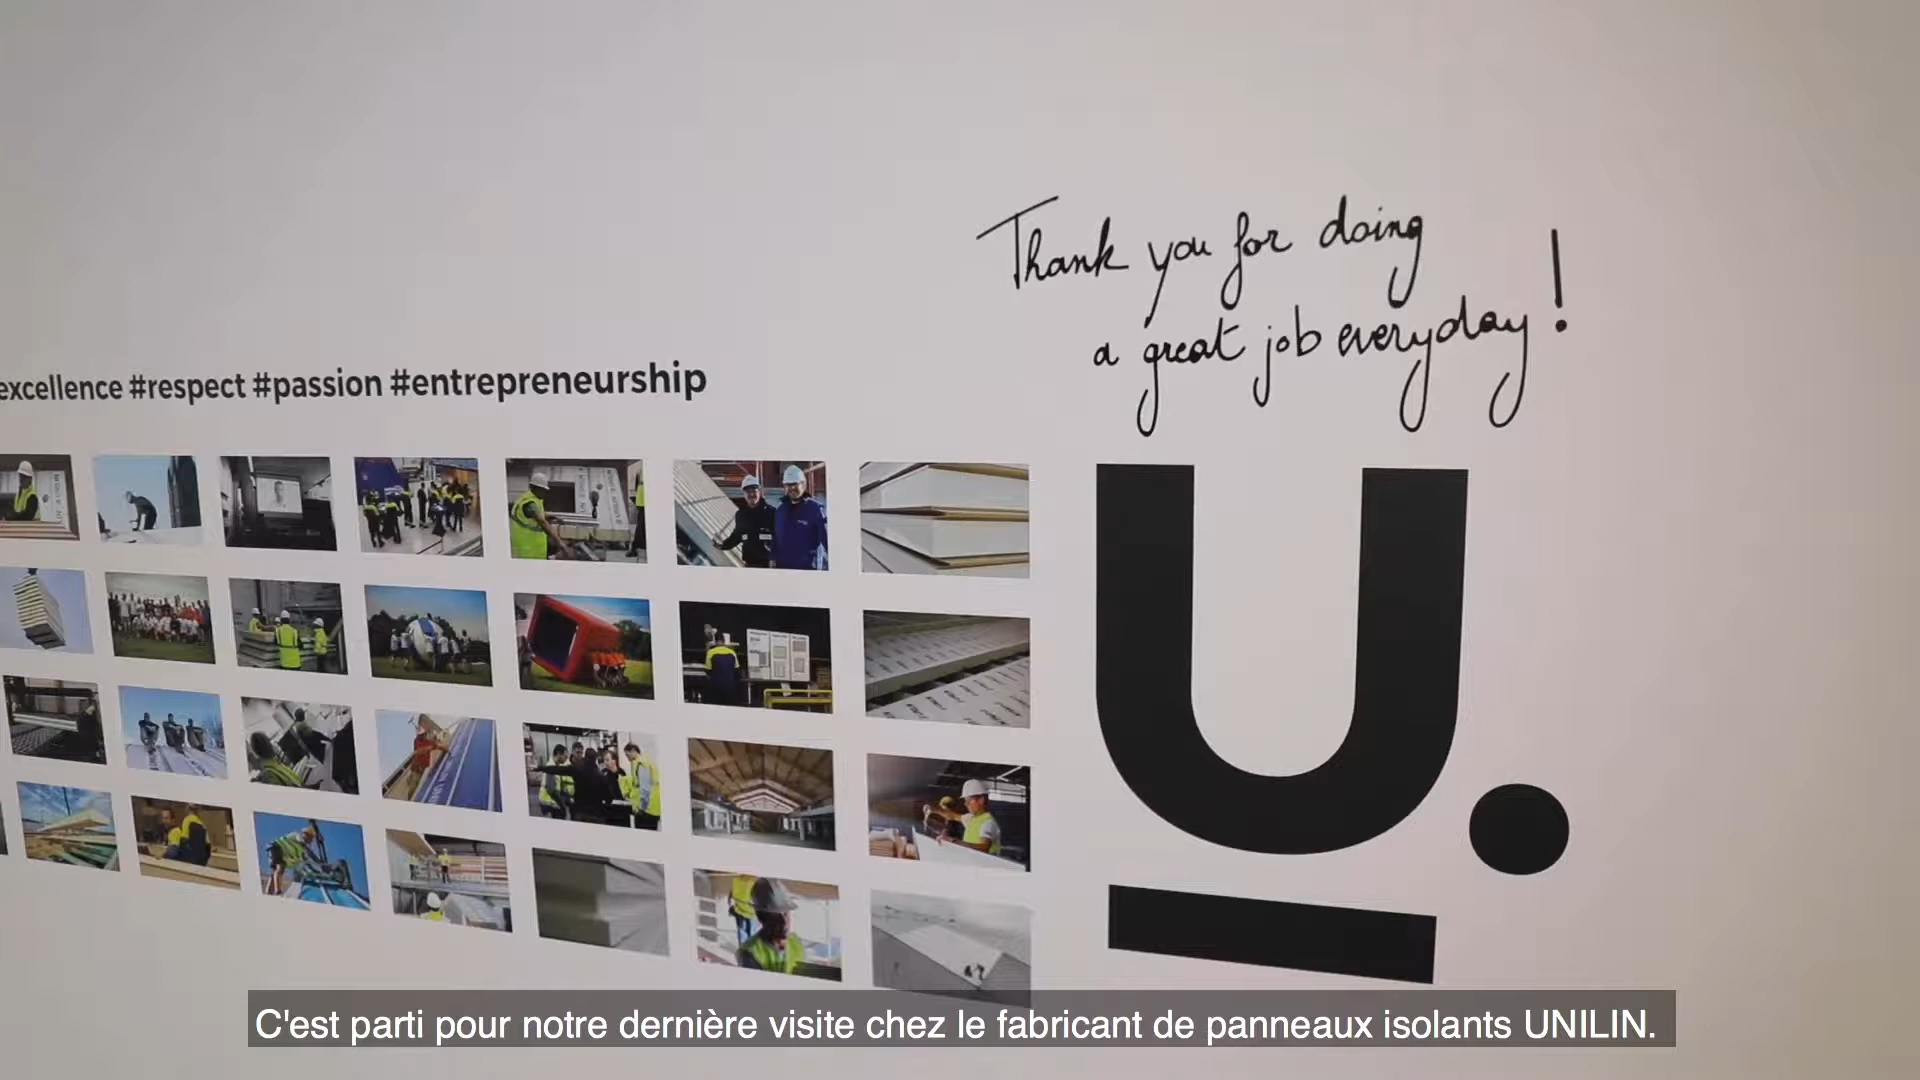 Thank you for doing
a great job everyday!
excellence #respect #passion #entrepreneurship
U.
C'est parti pour notre dernière visite chez le fabricant de panneaux isolants UNILIN.